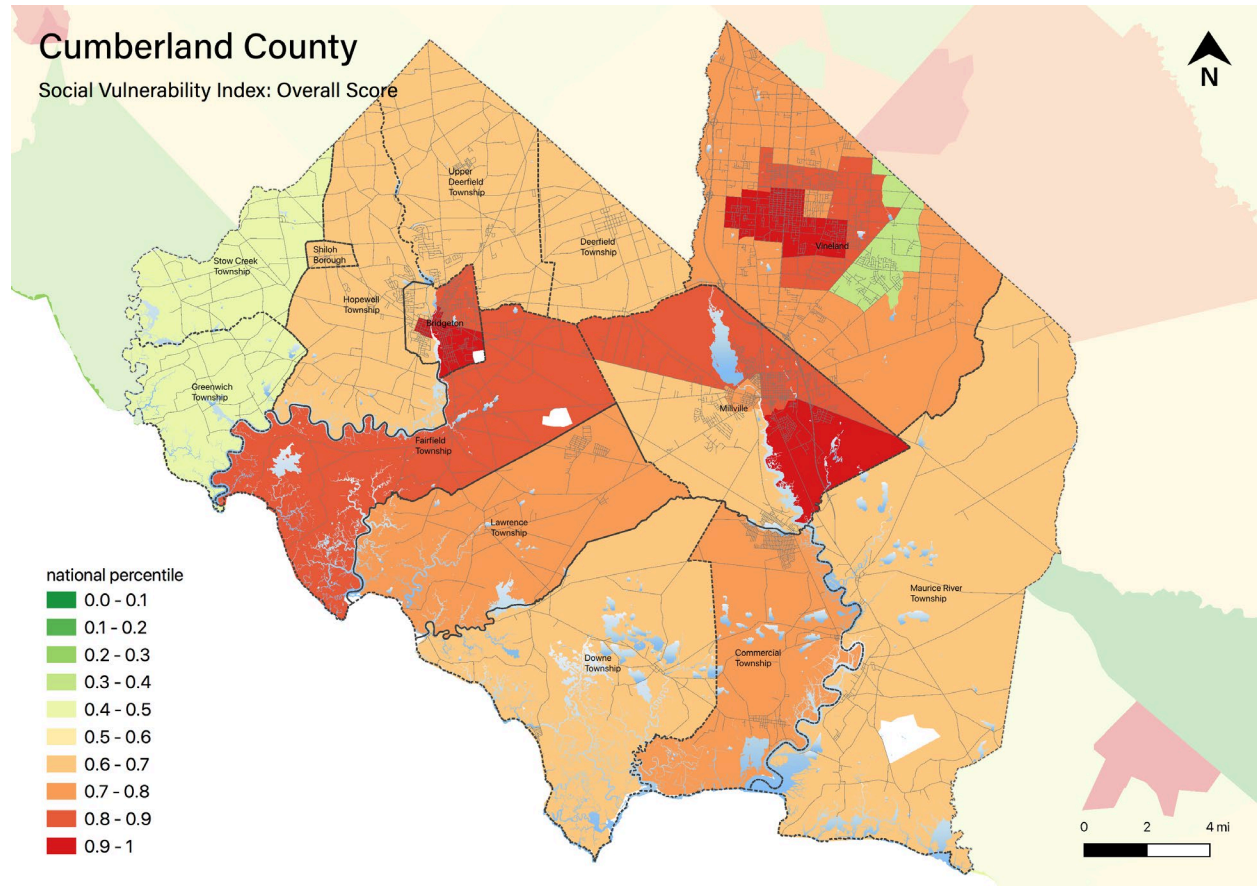 Cumberland County
Social Vulnerability Index: Overall Score
N
Upper
Deerfield
Township
Deerfield
Township
Vineland
Shiloh
Borough
Stow Creek
Township
Hopewell
Township
Bridgeton
Greenwich
Township
Millville
Fairfield
Township
Lawrence
Township
Maurice River
Township
Downe
Township
Commercial
Township
national percentile
0.0 - 0.1
0.1 - 0.2
0.2 - 0.3
0.3 - 0.4
0.4 - 0.5
0.5 - 0.6
0.6 - 0.7
0.7 - 0.8
0.8 - 0.9
0.9 - 1
0 2 4 mi